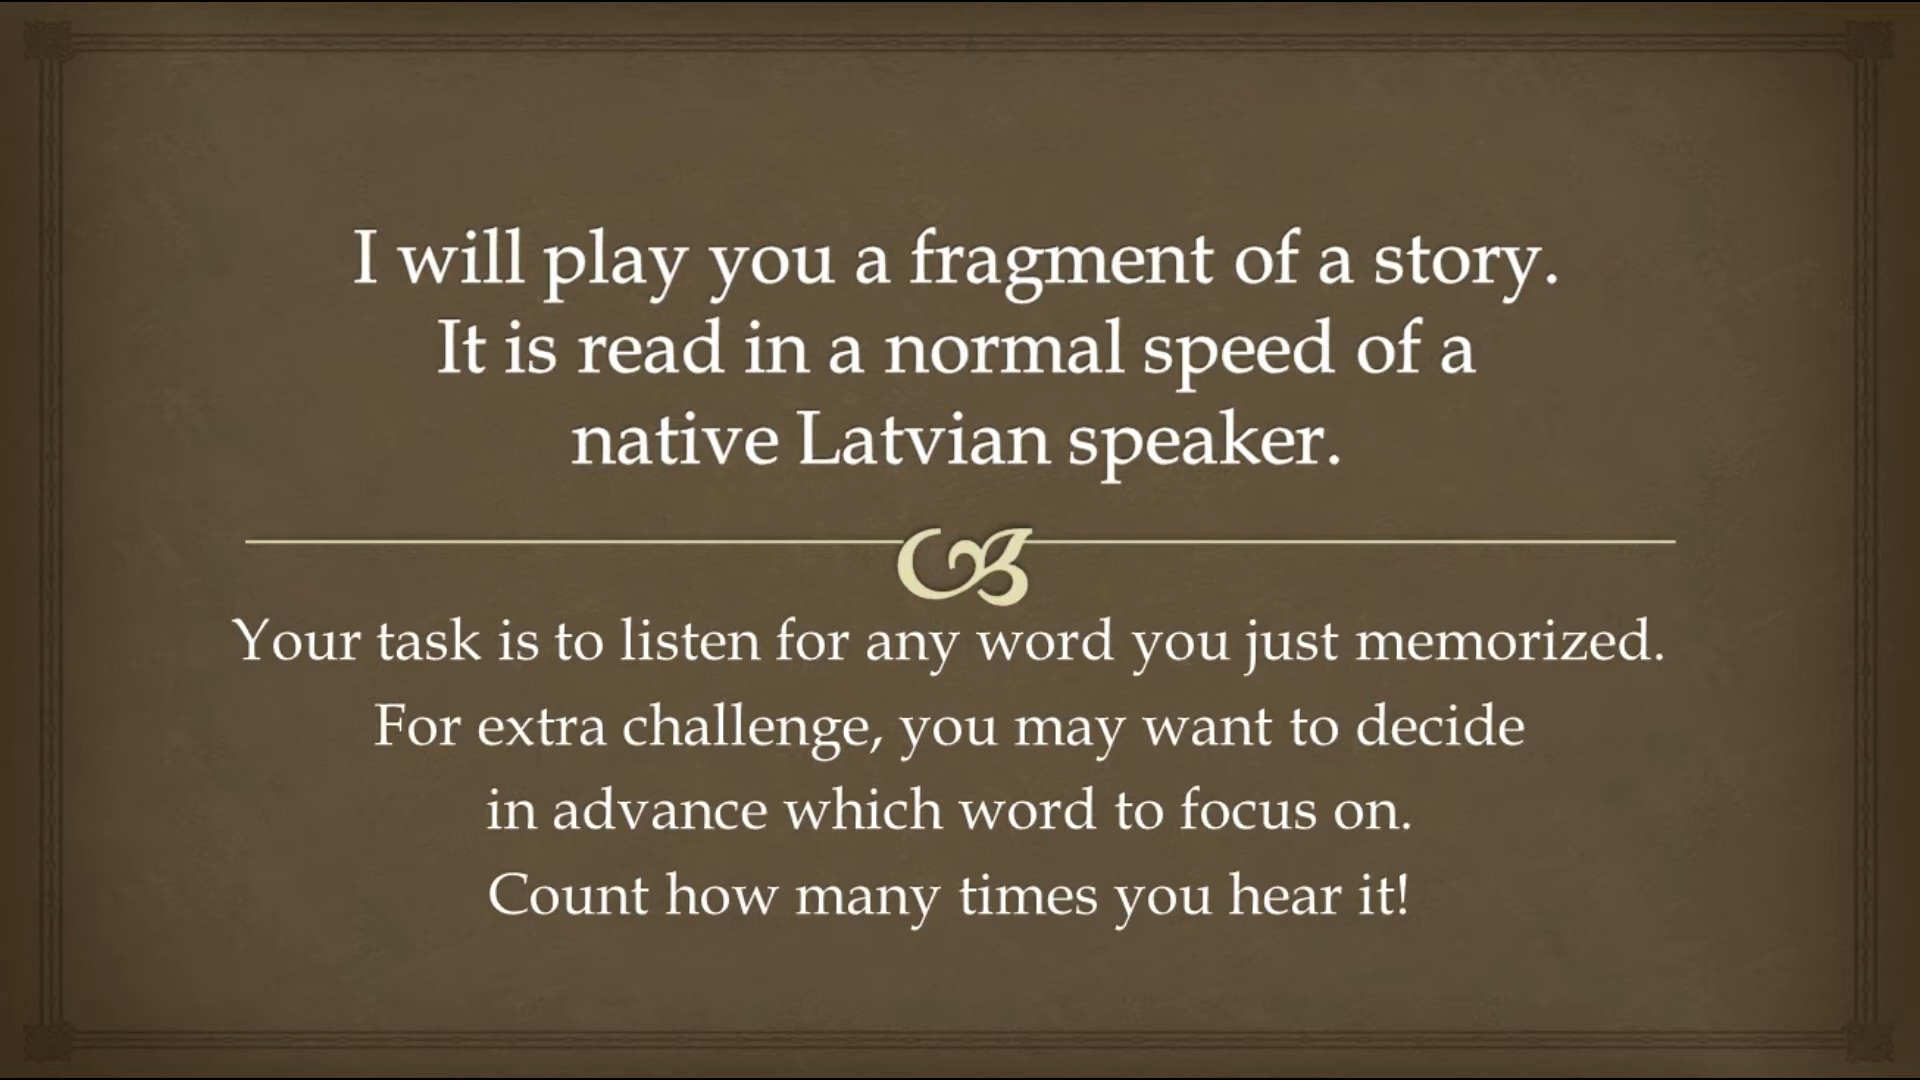 I will play you a fragment of a story.
It is read in a normal speed of a
native Latvian speaker.
Your task is to listen for any word you just memorized.
For extra challenge, you may want to decide
in advance which word to focus on.
Count how many times you hear it!